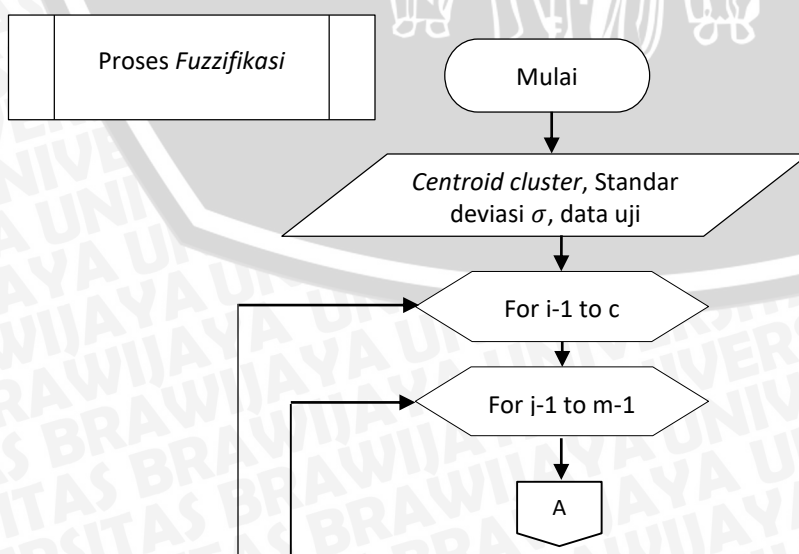 Proses Fuzzifikasi
Mulai
Centroid cluster, Standar
deviasi σ, data uji
For i-1 to c
For j-1 to m-1
A